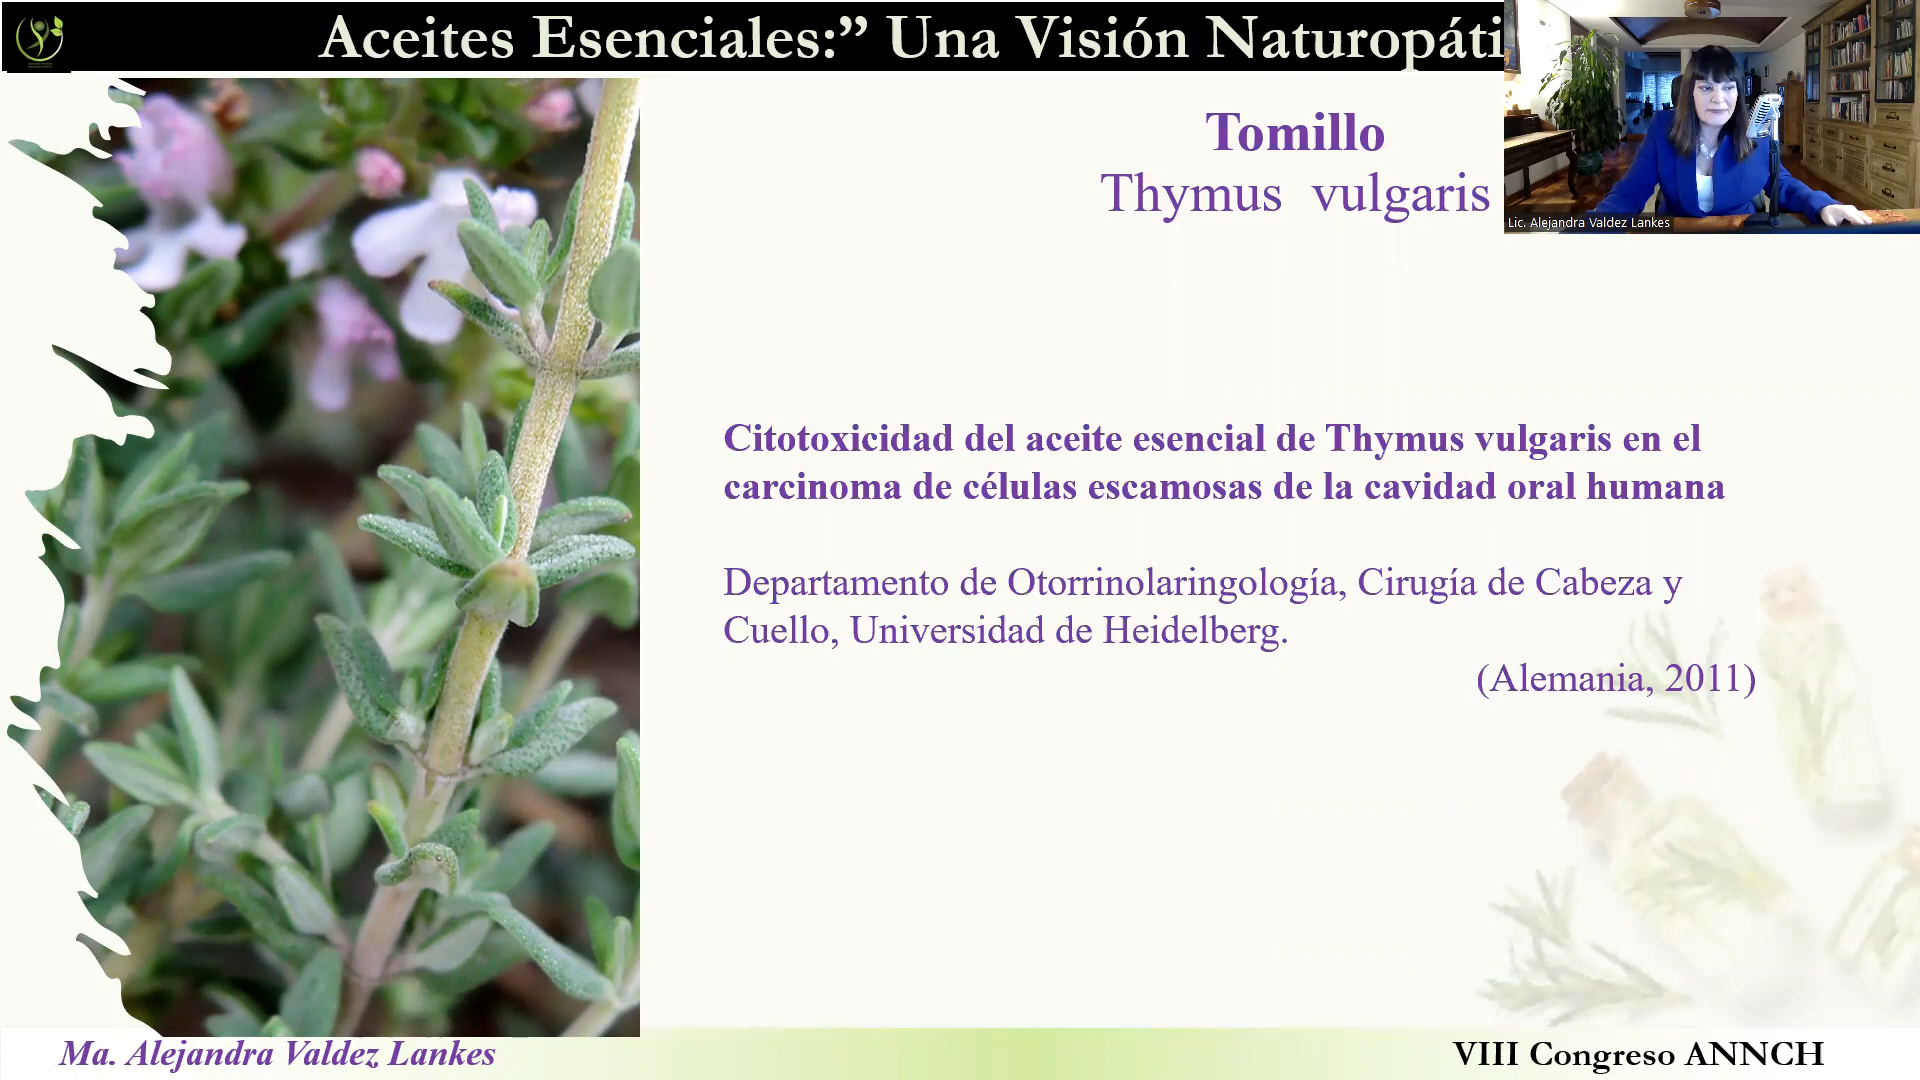 Aceites Esenciales:” Una Visión Naturopáti
Lic. Alejandra Valdez Lankes
Tomillo
Thymus vulgaris
Citotoxicidad del aceite esencial de Thymus vulgaris en el
carcinoma de células escamosas de la cavidad oral humana
Departamento de Otorrinolaringología, Cirugía de Cabeza y
Cuello, Universidad de Heidelberg.
(Alemania, 2011)
Ma. Alejandra Valdez Lankes
VIII Congreso ANNCH